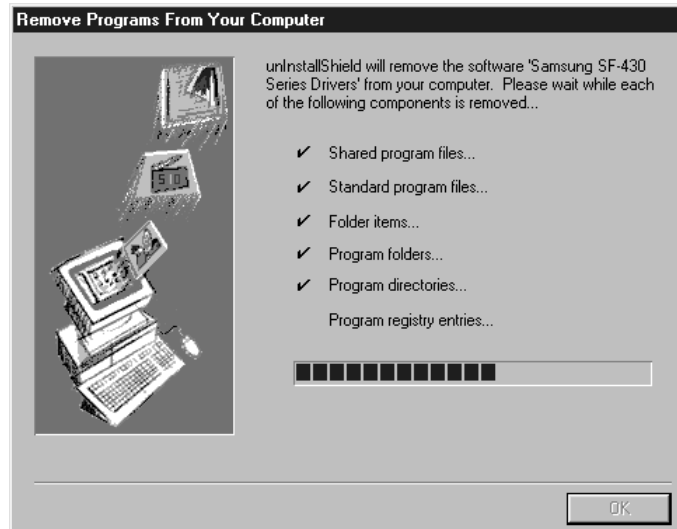 Remove Programs From Your Computer
unInstallShield will remove the software 'Samsung SF-430
Series Drivers' from your computer.  Please wait while each
of the following components is removed...
✔ Shared program files...
✔ Standard program files...
✔ Folder items...
✔ Program folders...
✔ Program directories...
Program registry entries...
OK